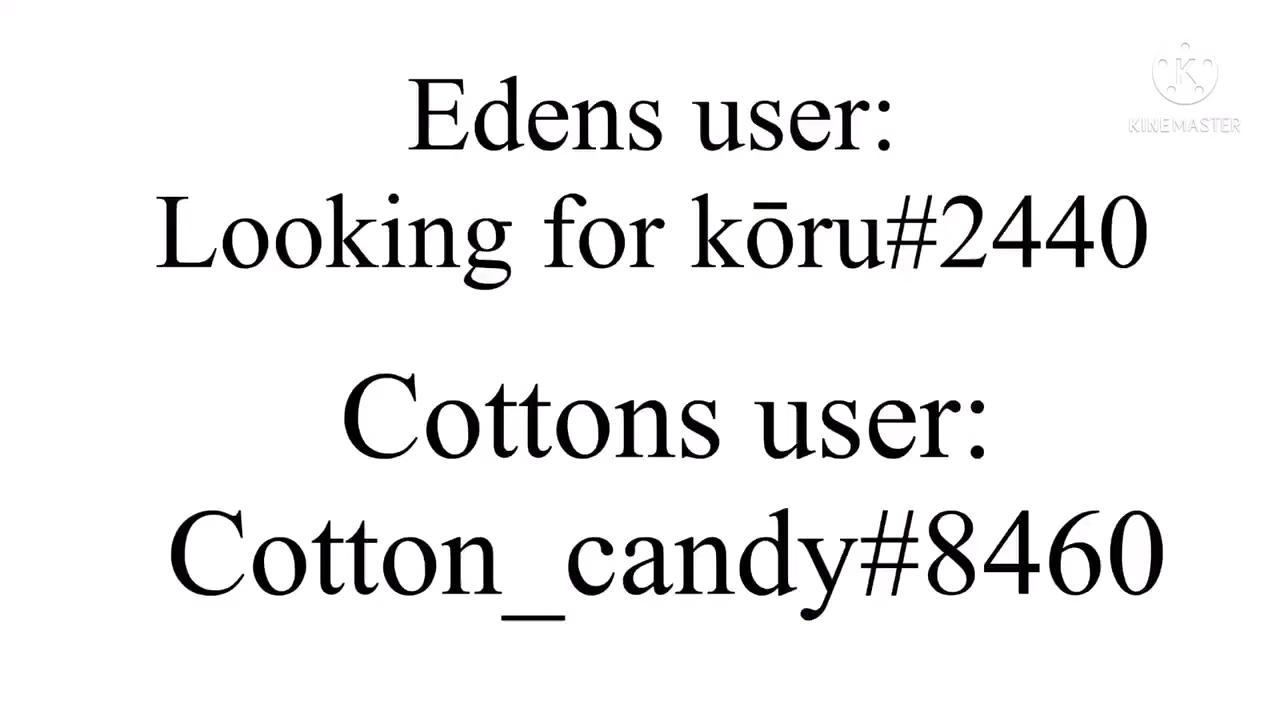 Edens user:
Looking for kōru#2440
Cottons user:
Cotton_candy#8460
K
KINEMASTER